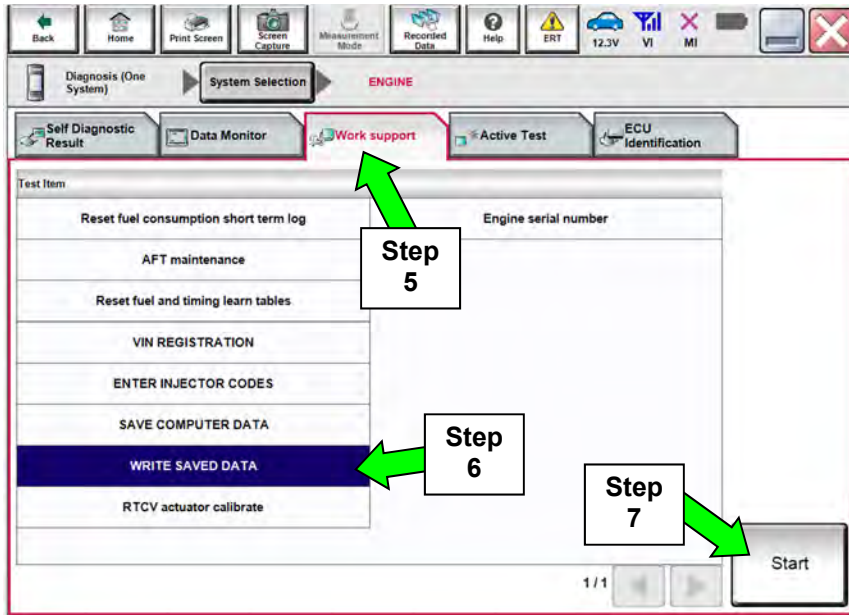 Back
Home
Print Screen
Screen
Capture
Measurement
Mode
Recorded
Data
Help
ERT
12.3V
VI
MI
Diagnosis (One
System)
System Selection
ENGINE
Self Diagnostic
Result
Data Monitor
Work support
Active Test
ECU
Identification
Test Item
Reset fuel consumption short term log
Engine serial number
AFT maintenance
Reset fuel and timing learn tables
VIN REGISTRATION
ENTER INJECTOR CODES
SAVE COMPUTER DATA
WRITE SAVED DATA
RTCV actuator calibrate
Step
5
Step
6
Step
7
Start
1/1